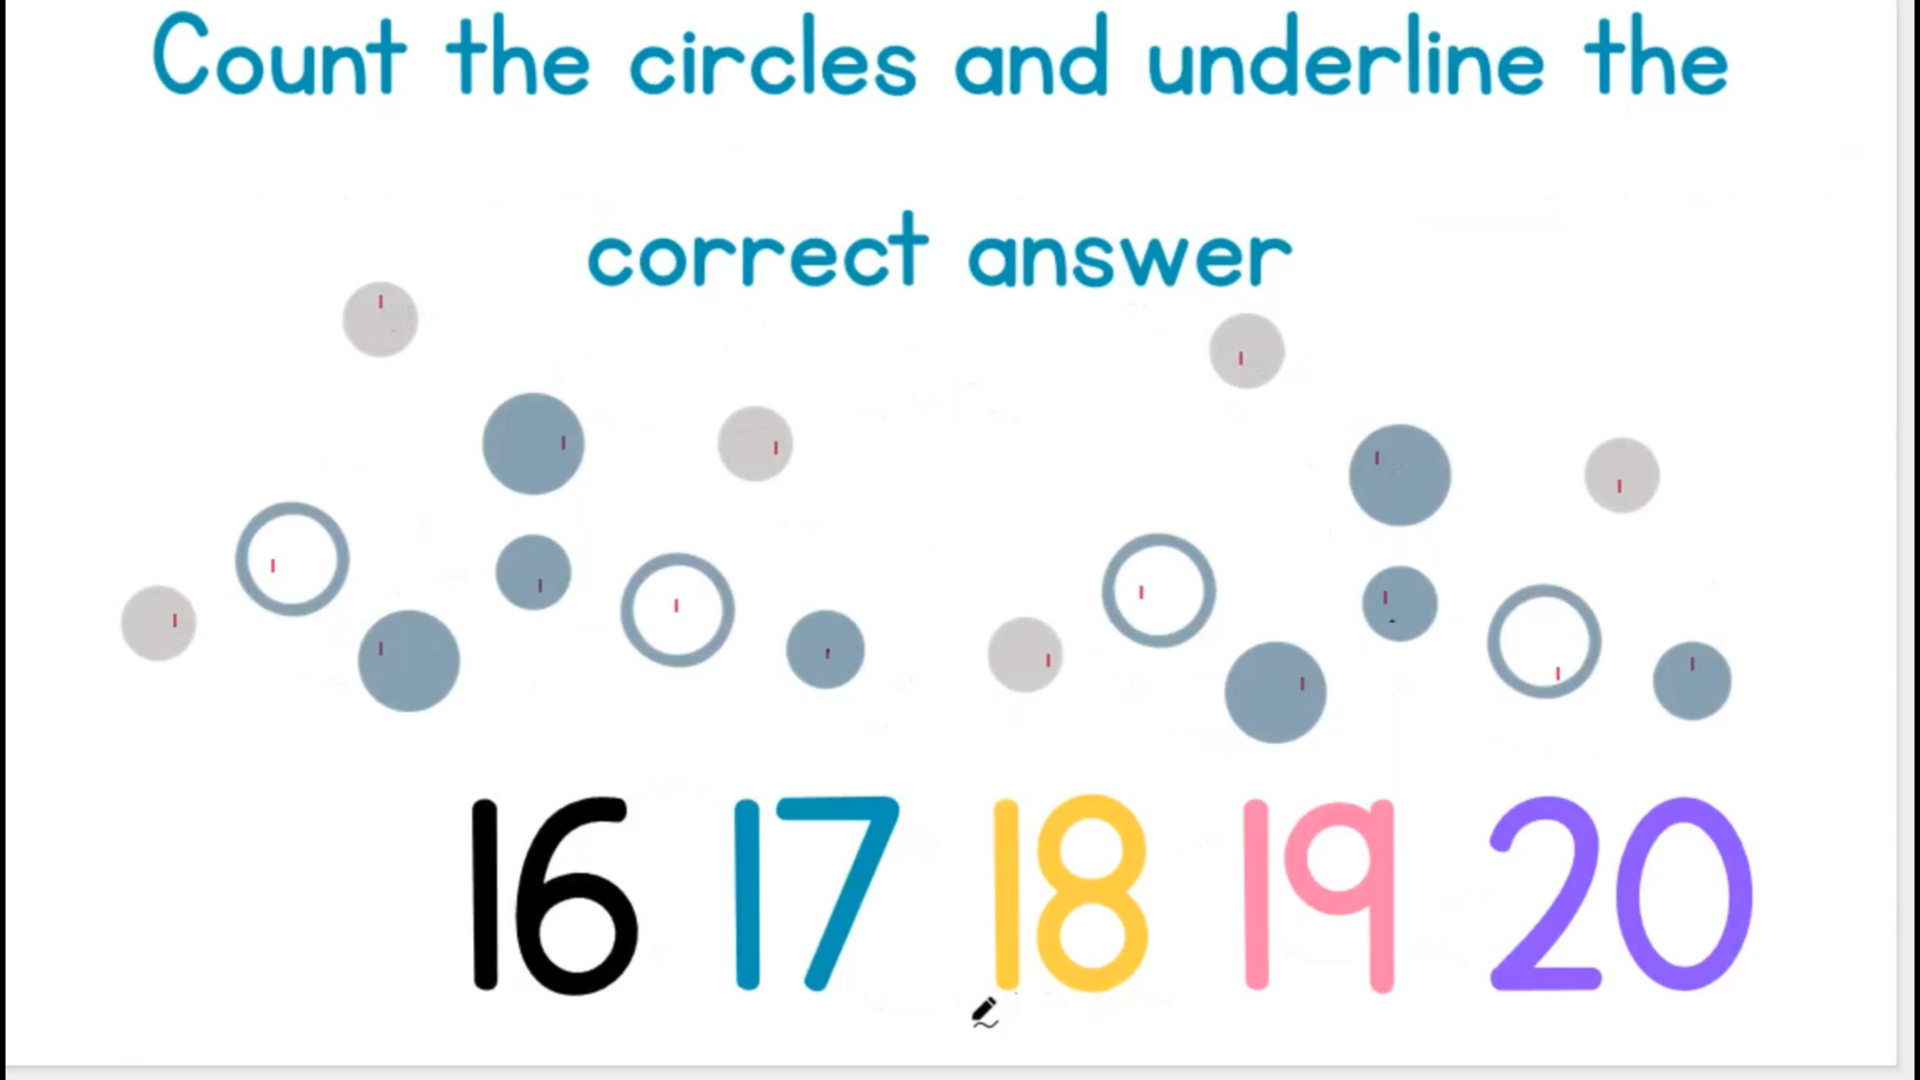 Count the circles and underline the
correct answer
16 17 18 19 20